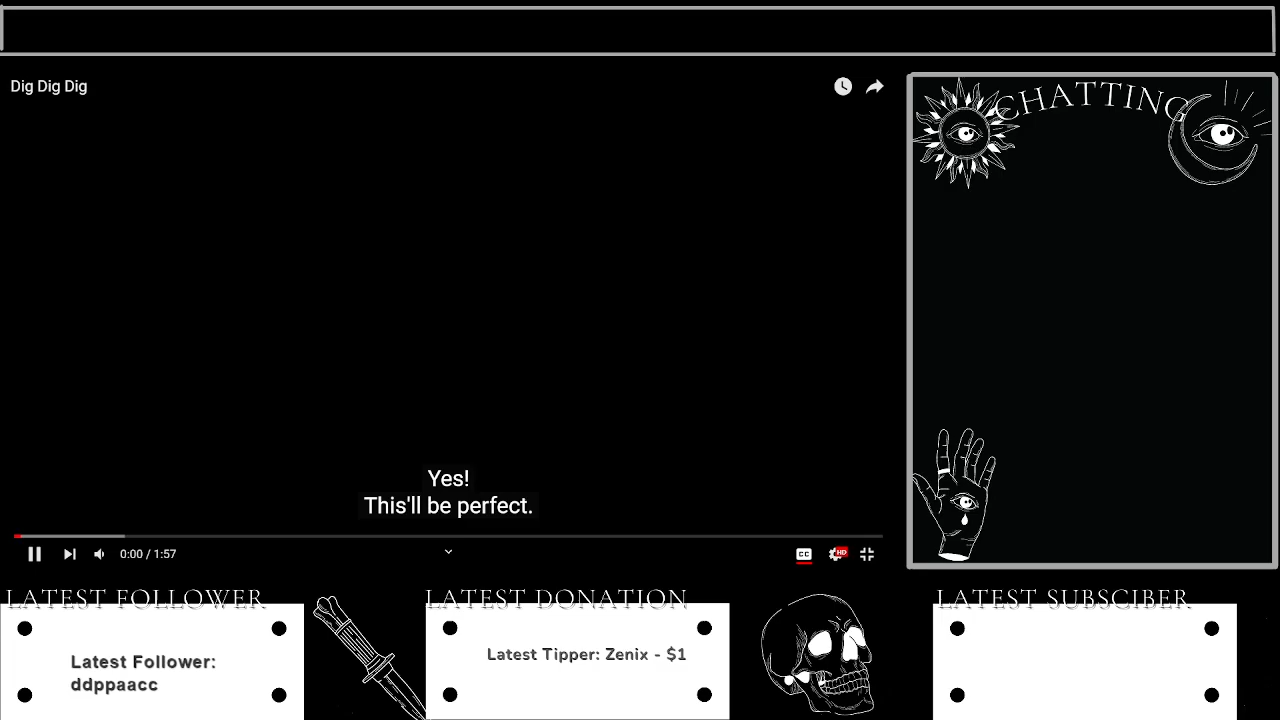 Dig Dig Dig
CHATTING
Yes!
This'll be perfect.
0:00 / 1:57
CC
HD
LATEST FOLLOWER
LATEST DONATION
LATEST SUBSCIBER
Latest Follower:
ddppaacc
Latest Tipper: Zenix - $1